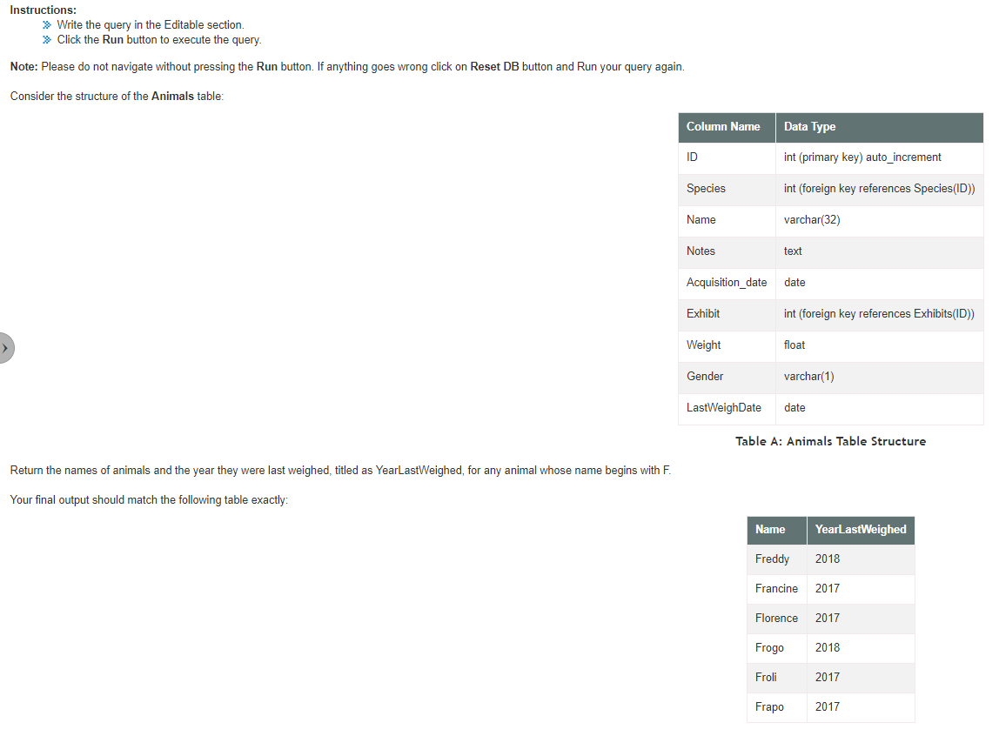 Instructions:
Write the query in the Editable section.
Click the Run button to execute the query.
Note: Please do not navigate without pressing the Run button. If anything goes wrong click on Reset DB button and Run your query again.
Consider the structure of the Animals table:
Column Name Data Type
ID int (primary key) auto_increment
Species int (foreign key references Species(ID))
Name varchar(32)
Notes text
Acquisition_date date
Exhibit int (foreign key references Exhibits(ID))
Weight float
Gender varchar(1)
LastWeighDate date
Table A: Animals Table Structure
Return the names of animals and the year they were last weighed, titled as YearLastWeighed, for any animal whose name begins with F.
Your final output should match the following table exactly:
Name YearLastWeighed
Freddy 2018
Francine 2017
Florence 2017
Frogo 2018
Froli 2017
Frapo 2017